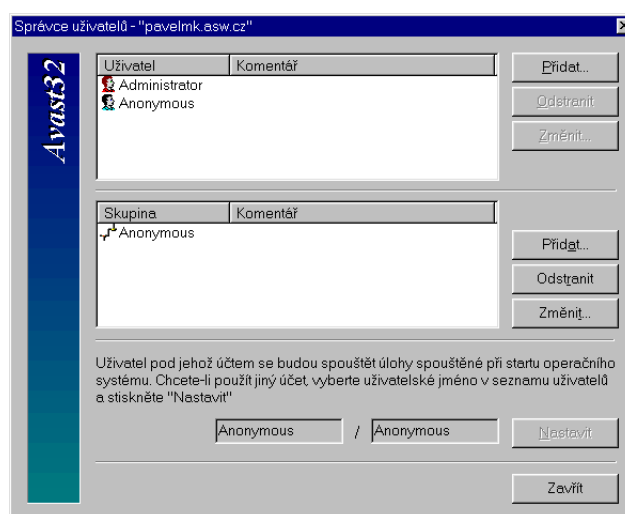 Správce uživatelů - "pavelmk.asw.cz"
Avast32
Uživatel Komentář
Administrator
Anonymous
Přidat...
Odstranit
Změnit...
Skupina Komentář
Anonymous
Přidat...
Odstranit
Změnit...
Uživatel pod jehož účtem se budou spouštět úlohy spouštěné při startu operačního
systému. Chcete-li použít jiný účet, vyberte uživatelské jméno v seznamu uživatelů
a stiskněte "Nastavit"
Anonymous / Anonymous
Nastavit
Zavřít